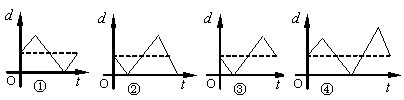 d d d d
O ① t O ② t O ③ t O ④ t